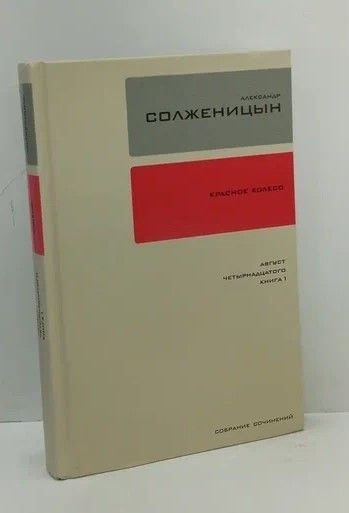 АЛЕКСАНДР
СОЛЖЕНИЦЫН
КРАСНОЕ КОЛЕСО
АВГУСТ
ЧЕТЫРНАДЦАТОГО
КНИГА 1
СОБРАНИЕ СОЧИНЕНИЙ